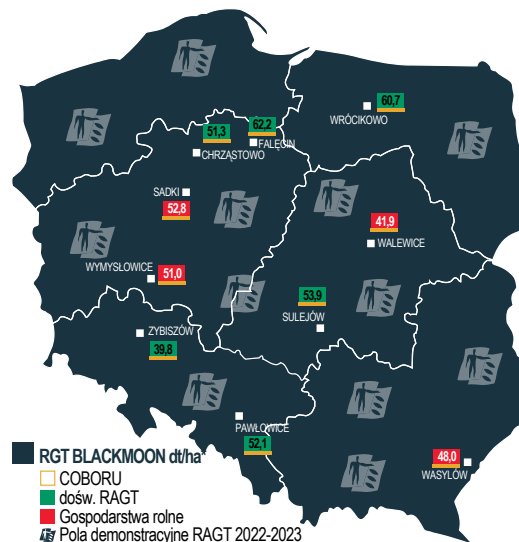 60,7
WRÓCIKOWO
62,2
FALĘCIN
51,3
CHRZĄSTOWO
SADKI
52,8
41,9
WALEWICE
WYMYSŁOWICE
51,0
53,9
SULEJÓW
ZYBISZÓW
39,8
PAWŁOWICE
52,1
48,0
WASYLÓW
RGT BLACKMOON dt/ha*
COBORU
dośw. RAGT
Gospodarstwa rolne
Pola demonstracyjne RAGT 2022-2023